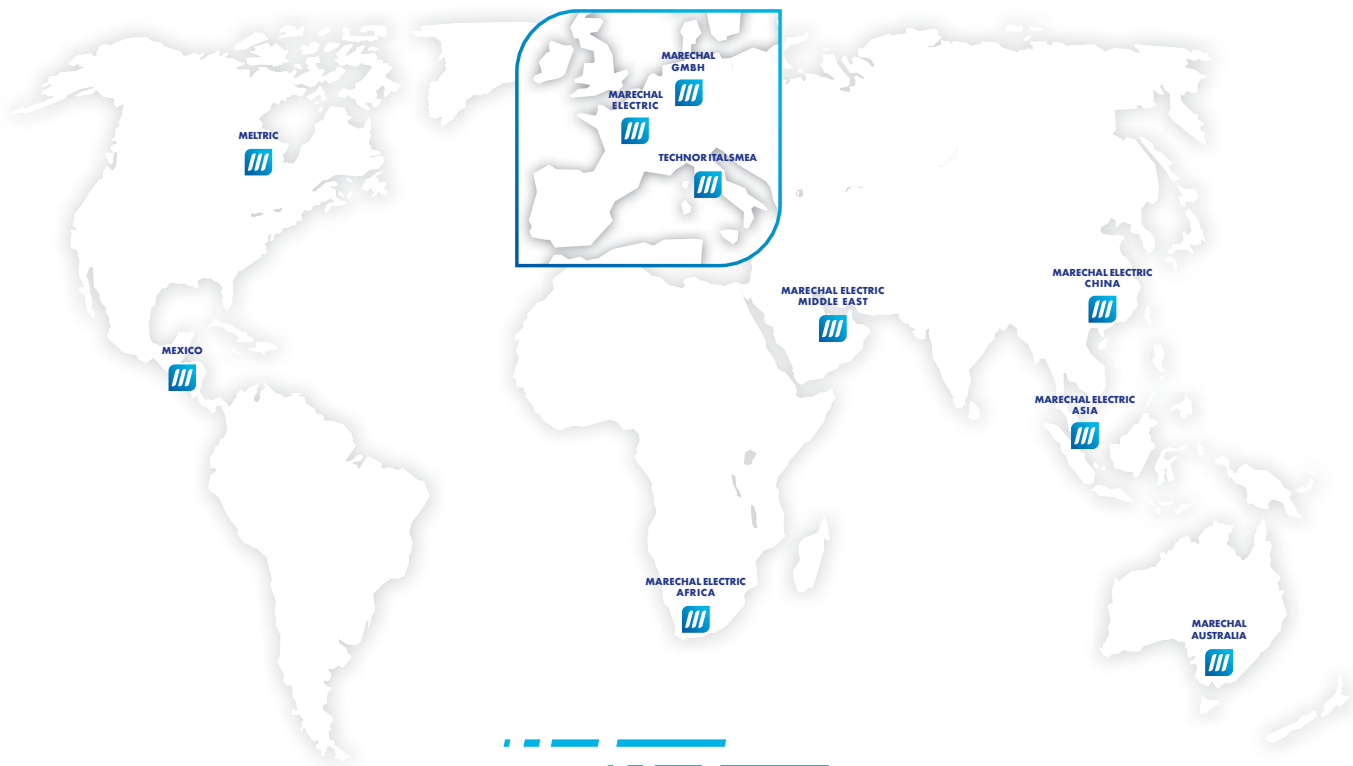 MARECHAL
GMBH
MARECHAL
ELECTRIC
MELTRIC
TECHNOR ITALSMEA
MARECHAL ELECTRIC
CHINA
MARECHAL ELECTRIC
MIDDLE EAST
MEXICO
MARECHAL ELECTRIC
ASIA
MARECHAL ELECTRIC
AFRICA
MARECHAL
AUSTRALIA